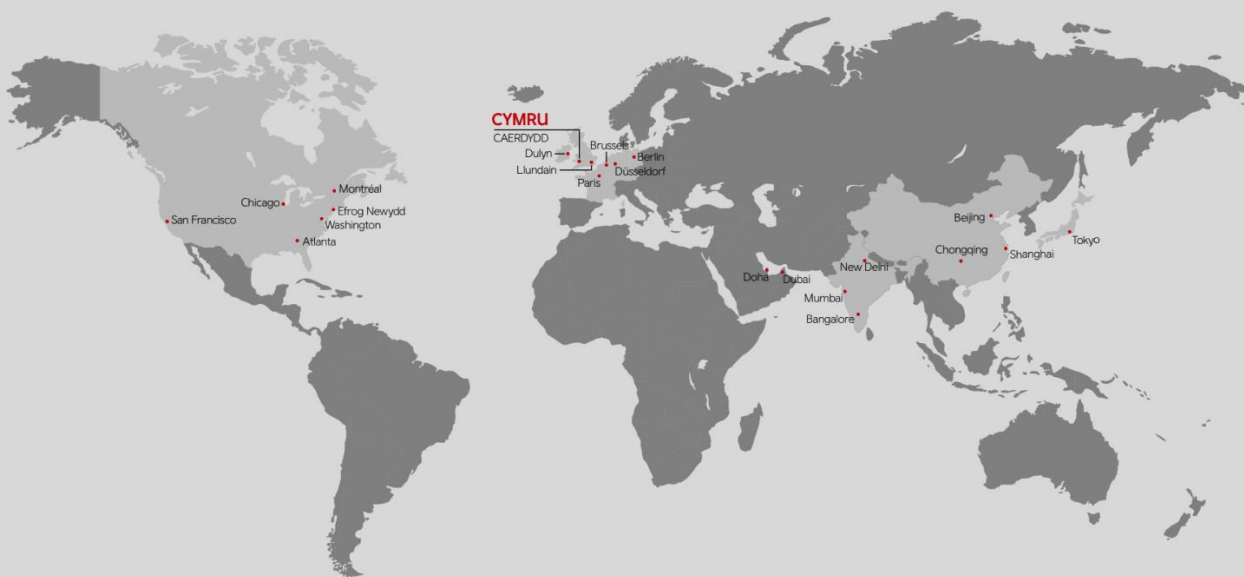 CYMRU
CAERDYDD
Dulyn
Llundain
Brussels
Paris
Berlin
Düsseldorf
Montréal
Chicago
Efrog Newydd
San Francisco
Washington
Atlanta
Beijing
Tokyo
Chongqing
Shanghai
New Delhi
Doha
Dubai
Mumbai
Bangalore